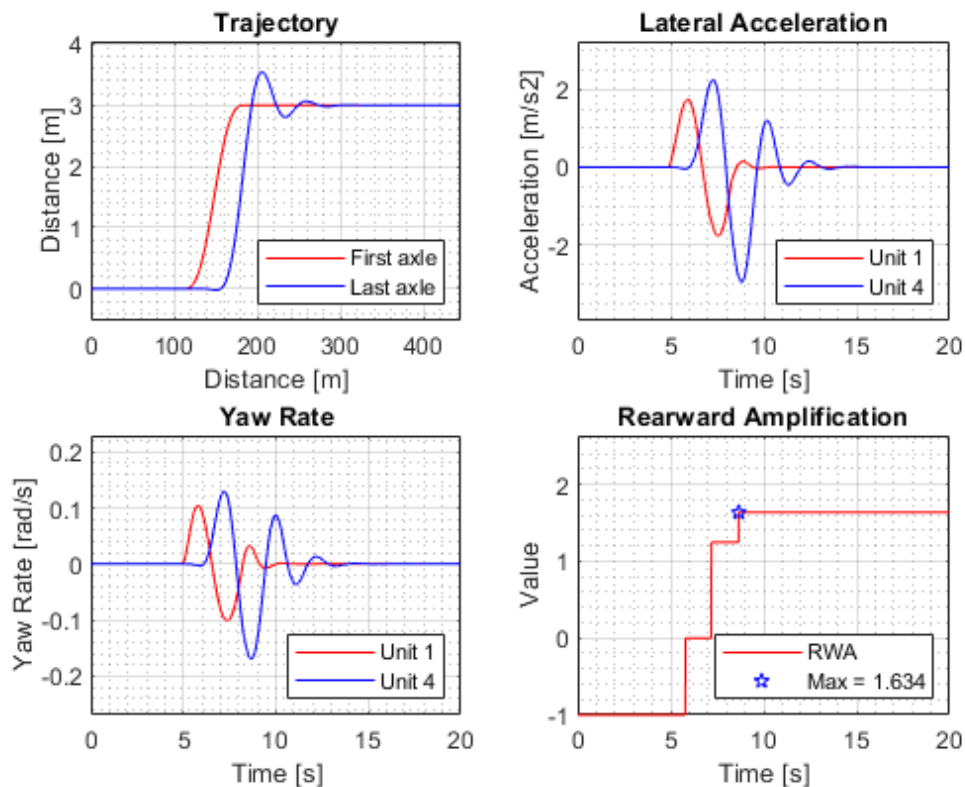 Trajectory
Distance [m]
4
3
2
1
0
0 100 200 300 400
Distance [m]
First axle
Last axle
Lateral Acceleration
Acceleration [m/s2]
2
0
-2
0 5 10 15 20
Time [s]
Unit 1
Unit 4
Yaw Rate
Yaw Rate [rad/s]
0.2
0.1
0
-0.1
-0.2
0 5 10 15 20
Time [s]
Unit 1
Unit 4
Rearward Amplification
Value
2
1
0
-1
0 5 10 15 20
Time [s]
RWA
Max = 1.634